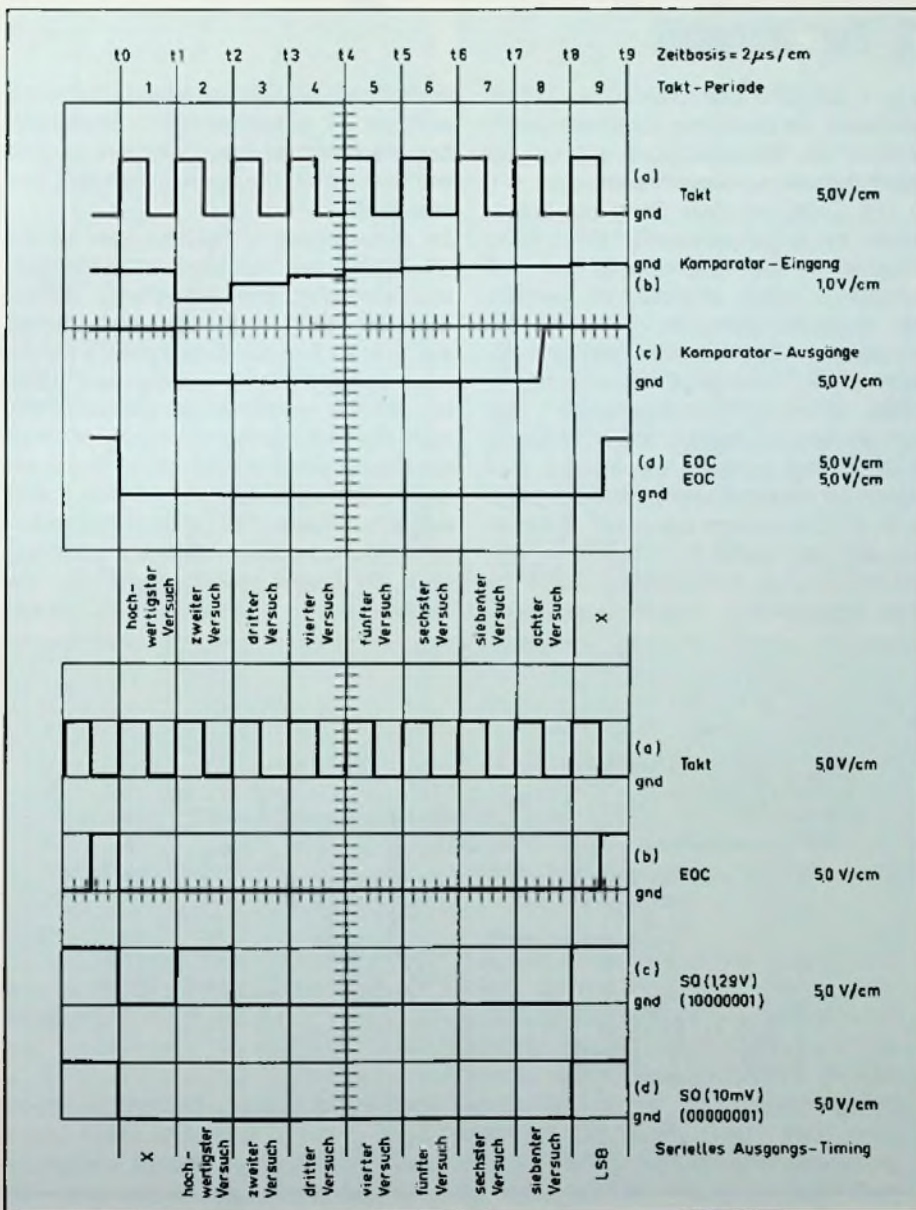 t0 t1 t2 t3 t4 t5 t6 t7 t8 t9 Zeitbasis = 2µs/cm
1 2 3 4 5 6 7 8 9 Takt-Periode
(a)
Takt 5,0V/cm
gnd
gnd Komparator-Eingang
(b) 1,0V/cm
(c) Komparator-Ausgänge
gnd 5,0V/cm
(d) EOC 5,0V/cm
EOC 5,0V/cm
gnd
hoch-
wertigster
Versuch
zweiter
Versuch
dritter
Versuch
vierter
Versuch
fünfter
Versuch
sechster
Versuch
siebenter
Versuch
achter
Versuch
X
(a)
Takt 5,0V/cm
gnd
(b)
EOC 5,0 V/cm
gnd
(c) SO (1,29V)
gnd (10000001) 5,0 V/cm
(d) SO (10mV)
gnd (00000001) 5,0V/cm
X
hoch-
wertigster
Versuch
zweiter
Versuch
dritter
Versuch
vierter
Versuch
fünfter
Versuch
sechster
Versuch
siebenter
Versuch
LSB
Serielles Ausgangs-Timing